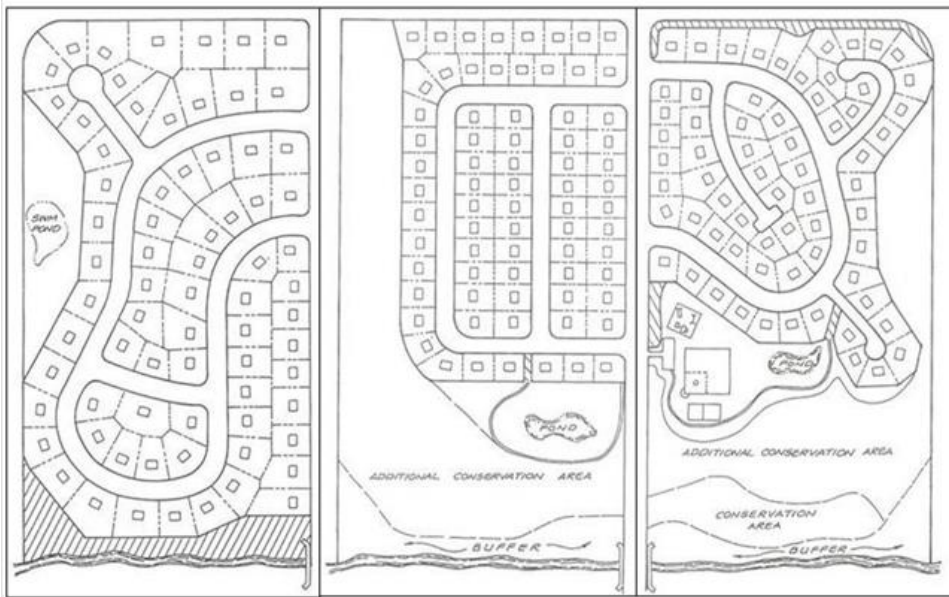 SWIM
POND
POND
ADDITIONAL CONSERVATION AREA
BUFFER
POND
ADDITIONAL CONSERVATION AREA
CONSERVATION
AREA
BUFFER